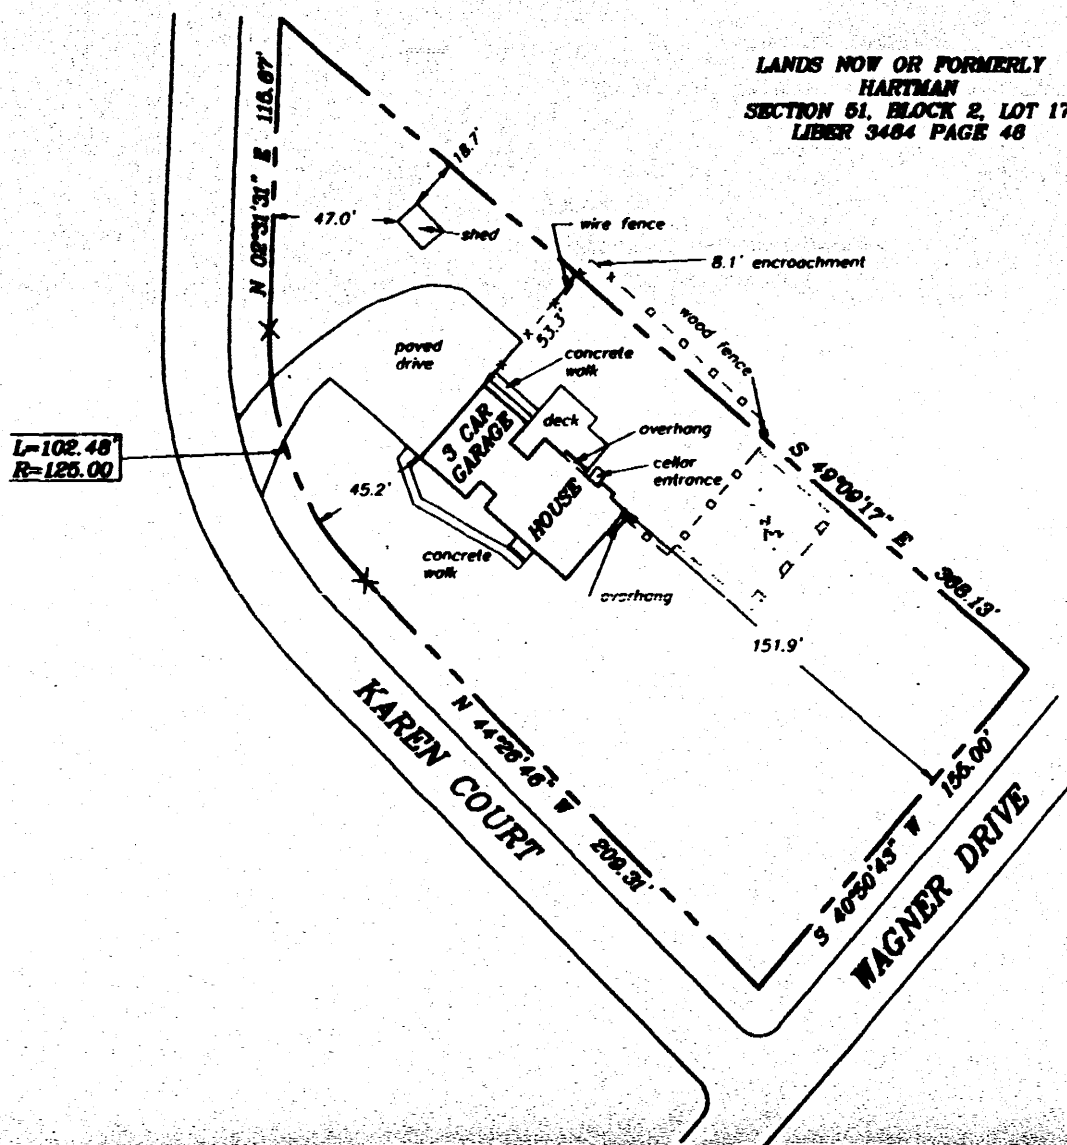 LANDS NOW OR FORMERLY
HARTMAN
SECTION 51, BLOCK 2, LOT 17
LIBER 3484 PAGE 48
N 02°31'31" E 116.67'
18.7'
47.0'
shed
wire fence
8.1' encroachment
wood fence
53.3'
paved
drive
concrete
walk
deck
3 CAR
GARAGE
overhang
cellar
entrance
HOUSE
L=102.48'
R=125.00
45.2'
concrete
walk
overhang
S 49°09'17" E
368.13'
151.9'
N 44°26'46" W
209.31'
KAREN COURT
S 40°50'43" W
155.00'
WAGNER DRIVE